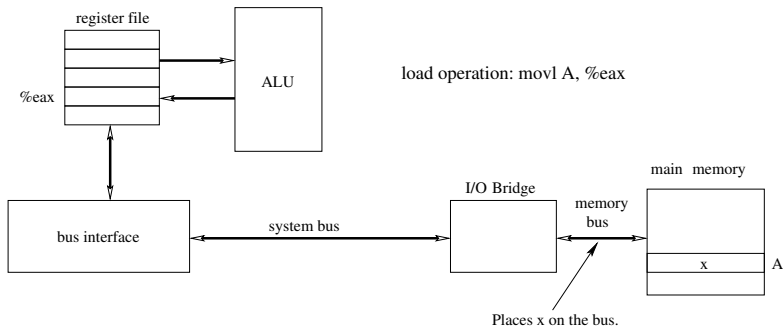 register file
%eax
ALU
load operation: movl A, %eax
main memory
I/O Bridge
memory
bus
system bus
bus interface
x
A
Places x on the bus.